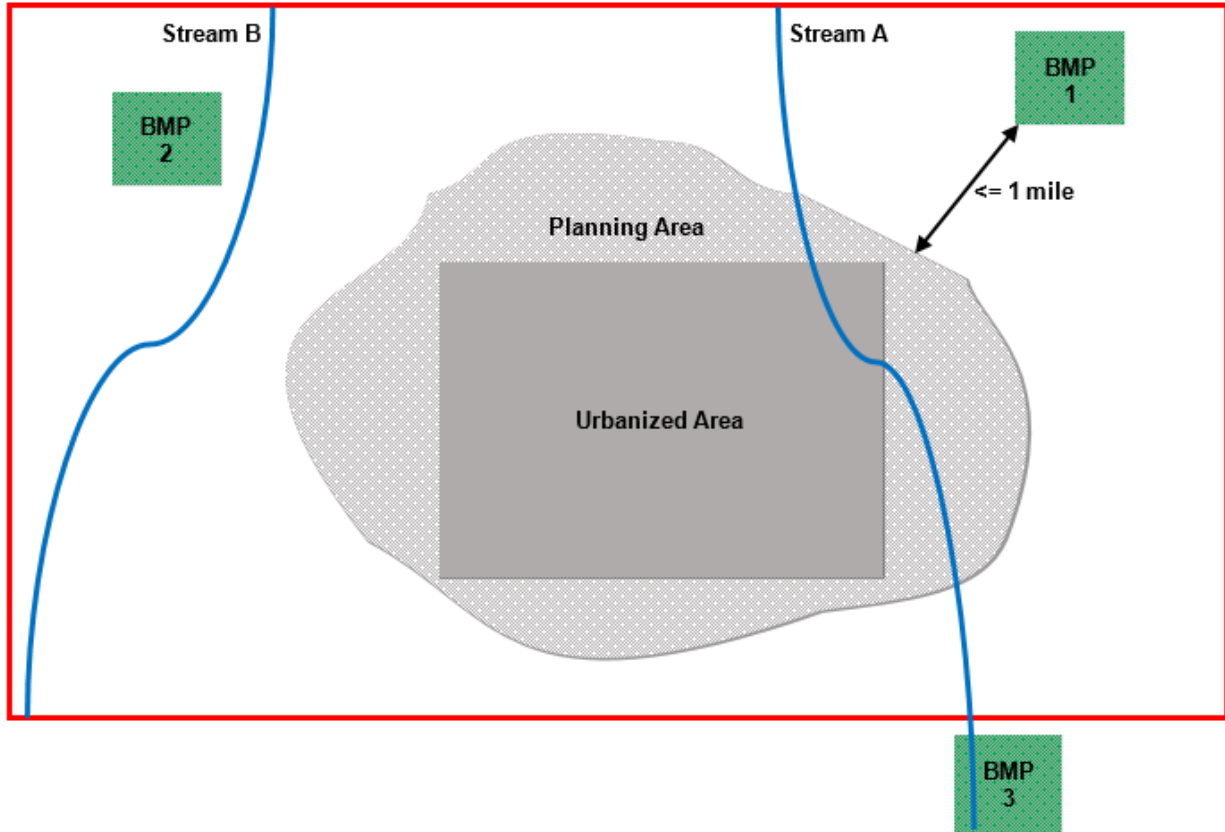 Stream B
Stream A
BMP
1
BMP
2
<= 1 mile
Planning Area
Urbanized Area
BMP
3